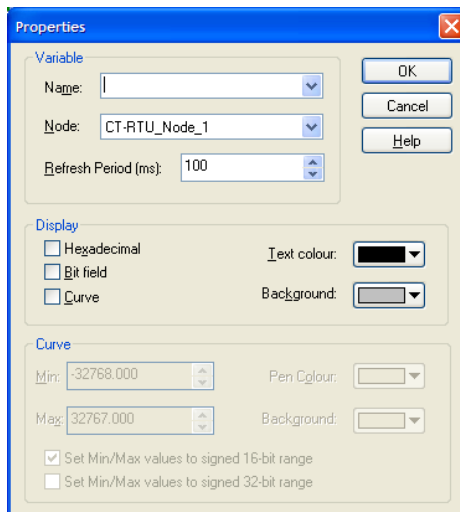 Properties
Variable
Name:
OK
Node: CT-RTU_Node_1
Cancel
Refresh Period (ms): 100
Help
Display
Hexadecimal
Text colour:
Bit field
Curve
Background:
Curve
Min: -32768.000
Pen Colour:
Max: 32767.000
Background:
Set Min/Max values to signed 16-bit range
Set Min/Max values to signed 32-bit range